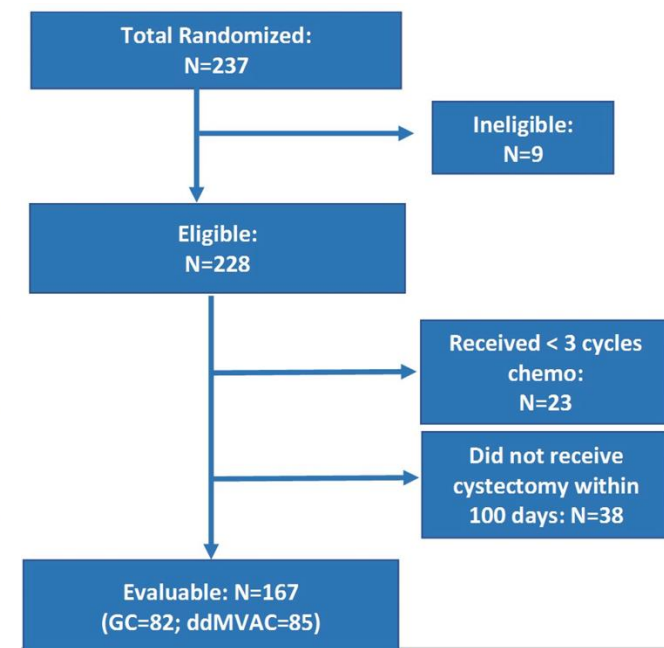 Total Randomized:
N=237
Ineligible:
N=9
Eligible:
N=228
Received < 3 cycles
chemo:
N=23
Did not receive
cystectomy within
100 days: N=38
Evaluable: N=167
(GC=82; ddMVAC=85)